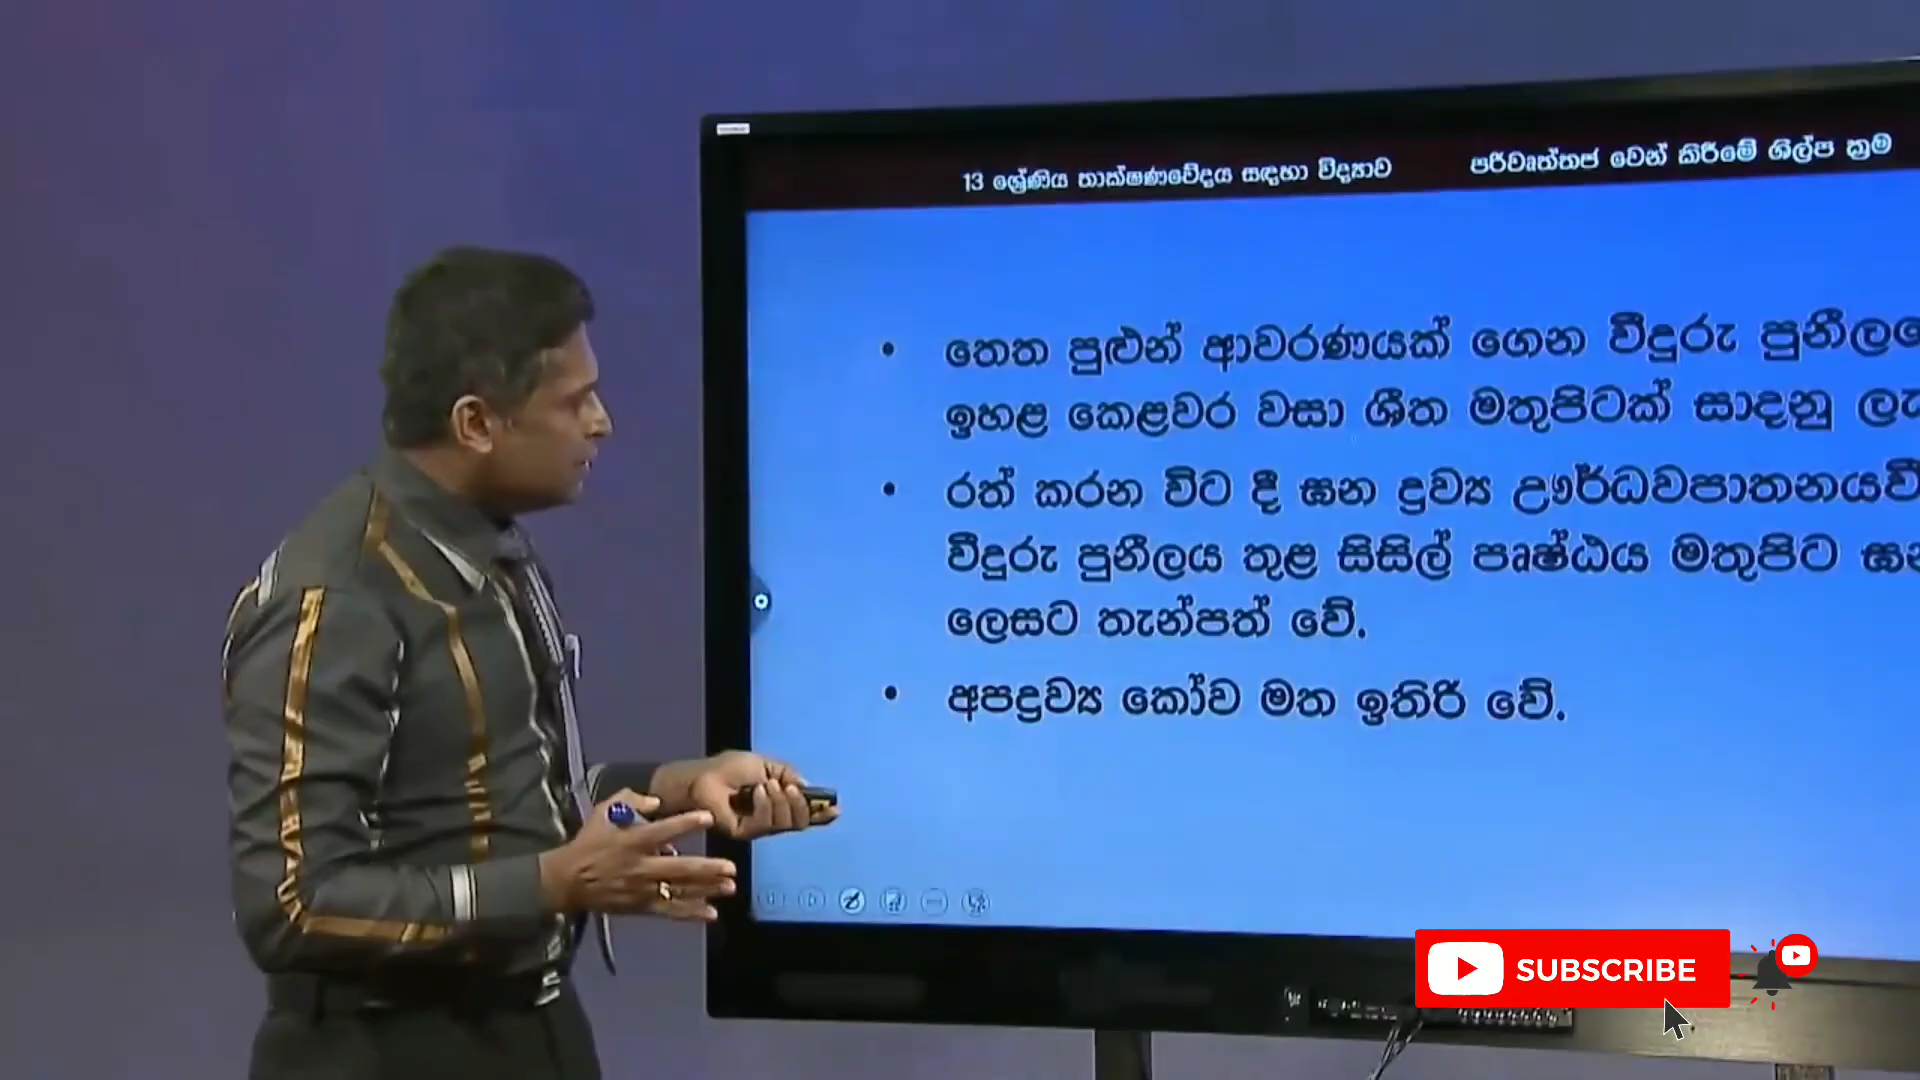 13 ශ්‍රේණිය තාක්ෂණවේදය සඳහා විද්‍යාව
පරිවෘත්තජ වෙන් කිරීමේ ශිල්ප ක්‍රම
• තෙත පුළුන් ආවරණයක් ගෙන වීදුරු
ඉහළ කෙළවර වසා ශීත මතුපිටක් සාදනු
• රත් කරන විට දී ඝන ද්‍රව්‍ය ඌර්ධවපාතනයවී
වීදුරු පුනීලය තුළ සිසිල් පෘෂ්ඨය මතුපිට
ලෙසට තැන්පත් වේ.
• අපද්‍රව්‍ය කෝව මත ඉතිරි වේ.
SUBSCRIBE